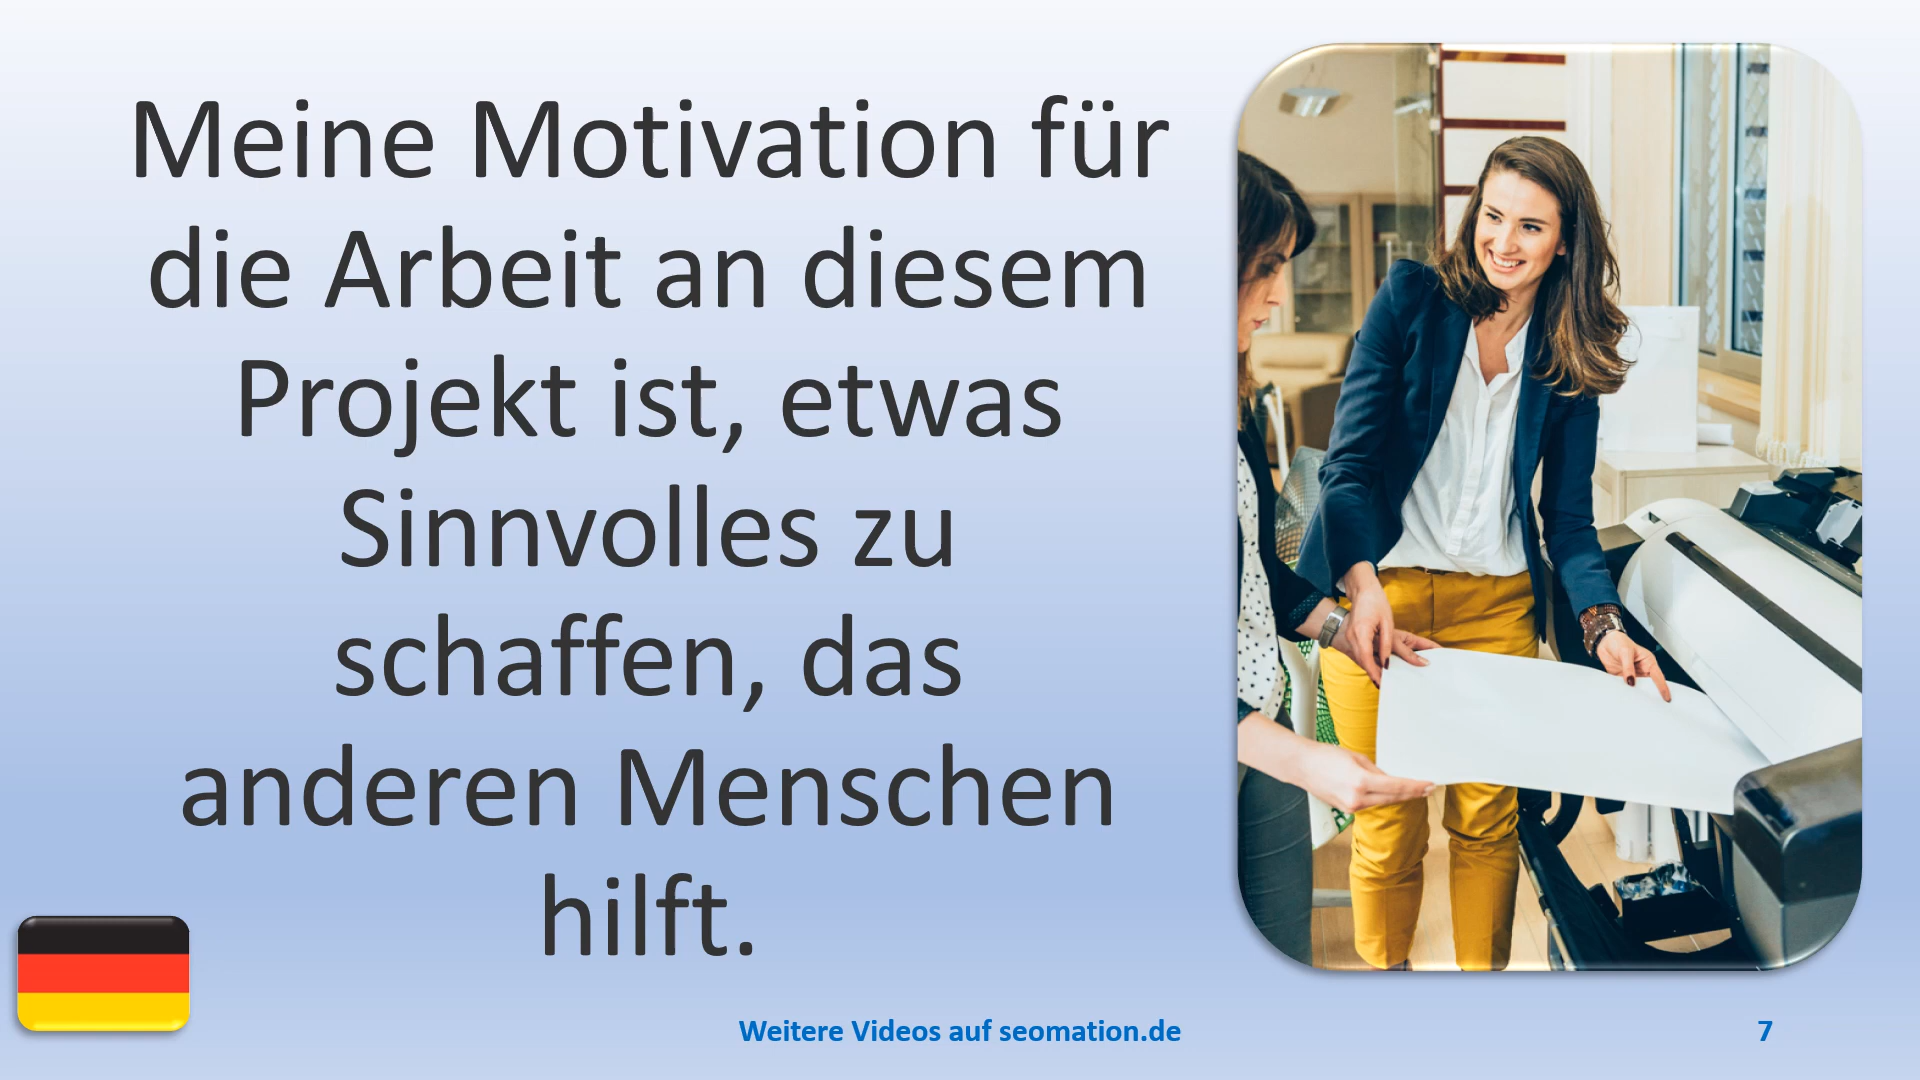 Meine Motivation für
die Arbeit an diesem
Projekt ist, etwas
Sinnvolles zu
schaffen, das
anderen Menschen
hilft.
Weitere Videos auf seomation.de
7